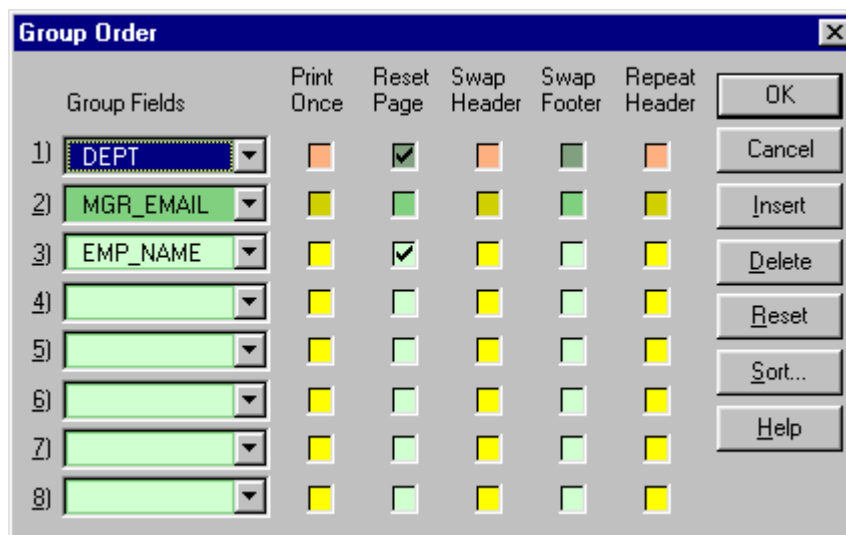 Group Order
Group Fields
Print Once
Reset Page
Swap Header
Swap Footer
Repeat Header
1) DEPT
2) MGR_EMAIL
3) EMP_NAME
4)
5)
6)
7)
8)
OK
Cancel
Insert
Delete
Reset
Sort...
Help